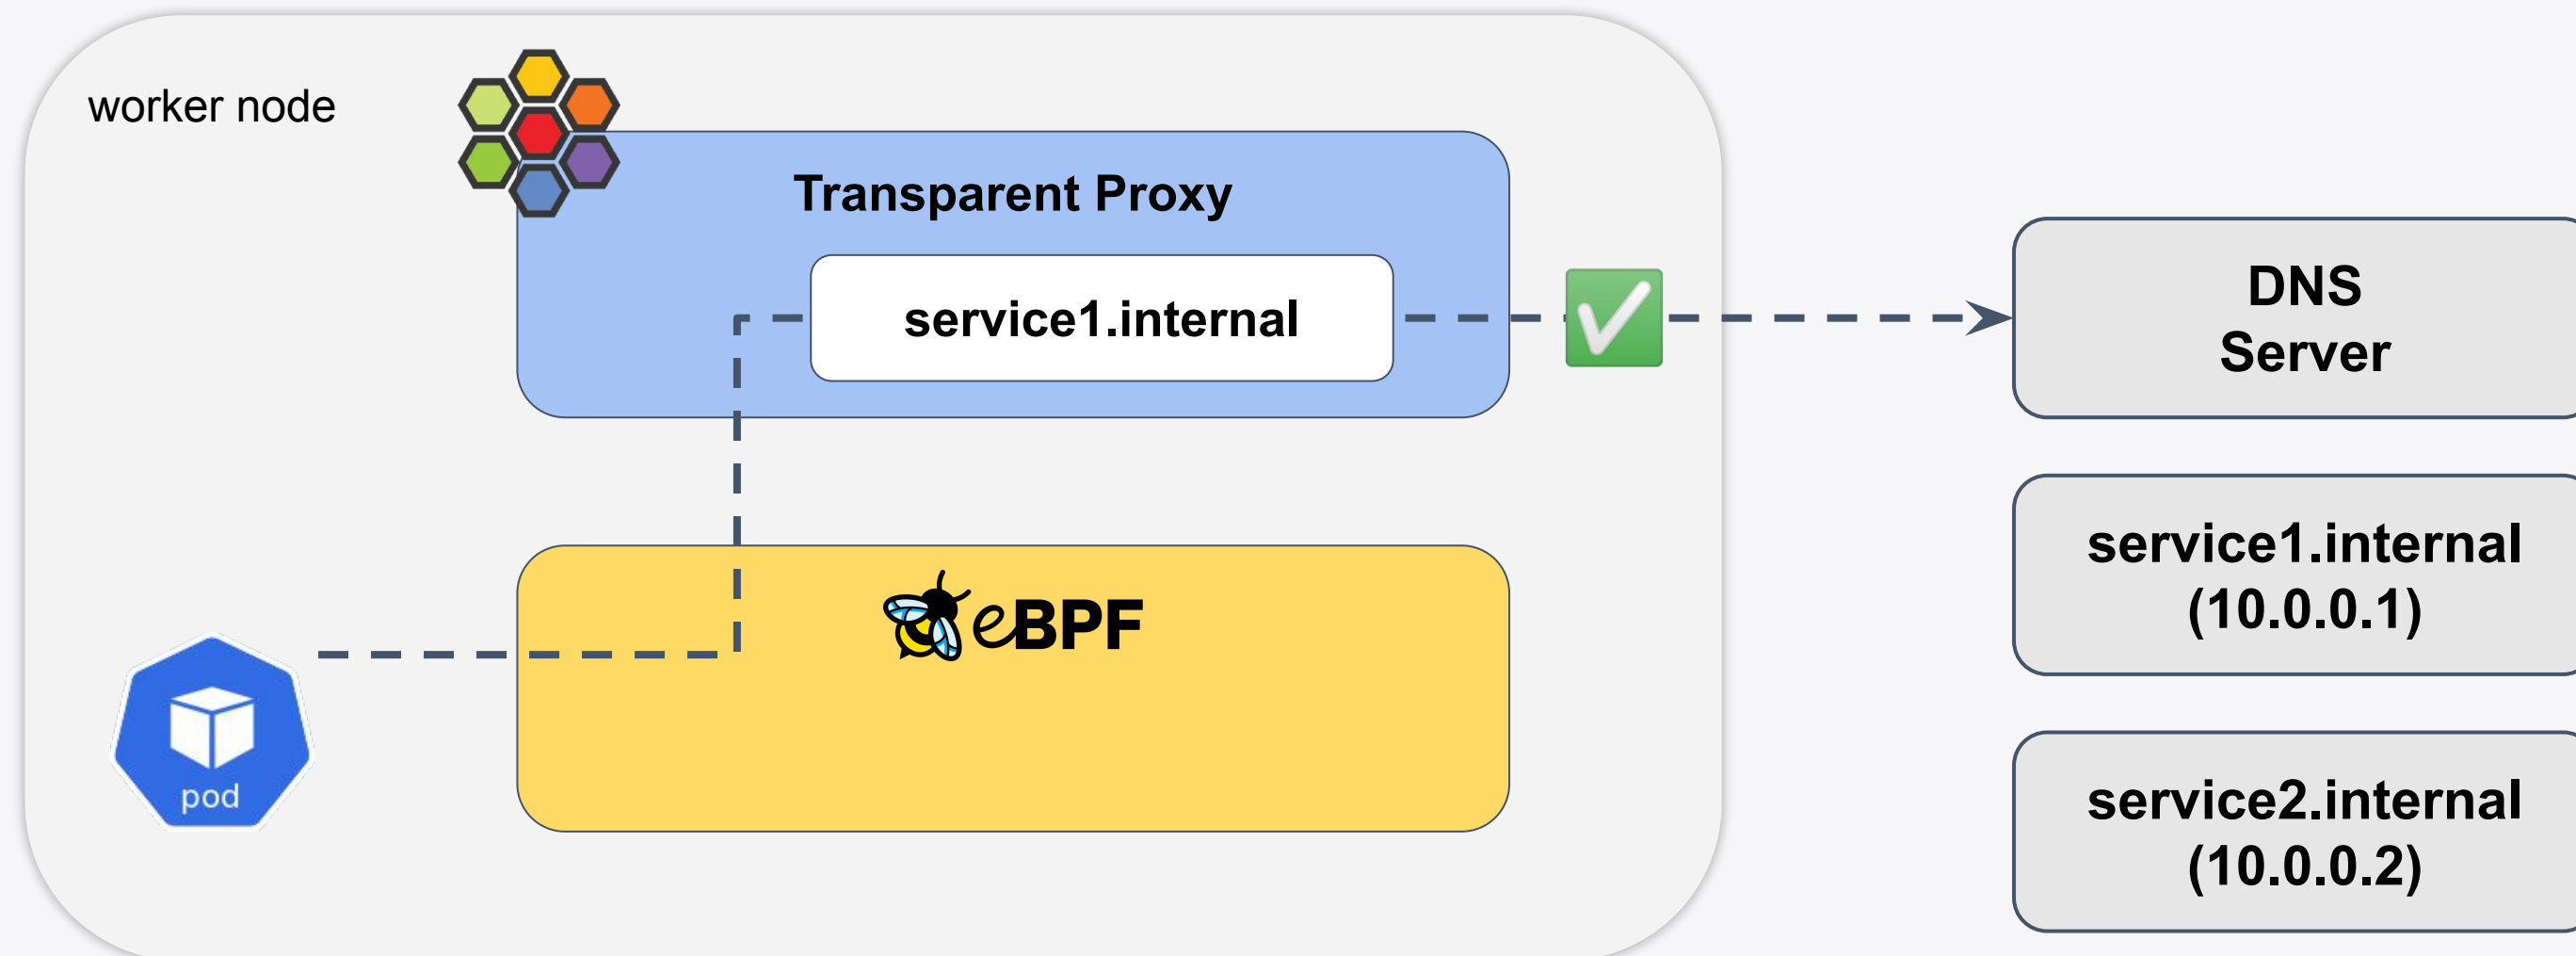 worker node
Transparent Proxy
service1.internal
eBPF
pod
DNS
Server
service1.internal
(10.0.0.1)
service2.internal
(10.0.0.2)